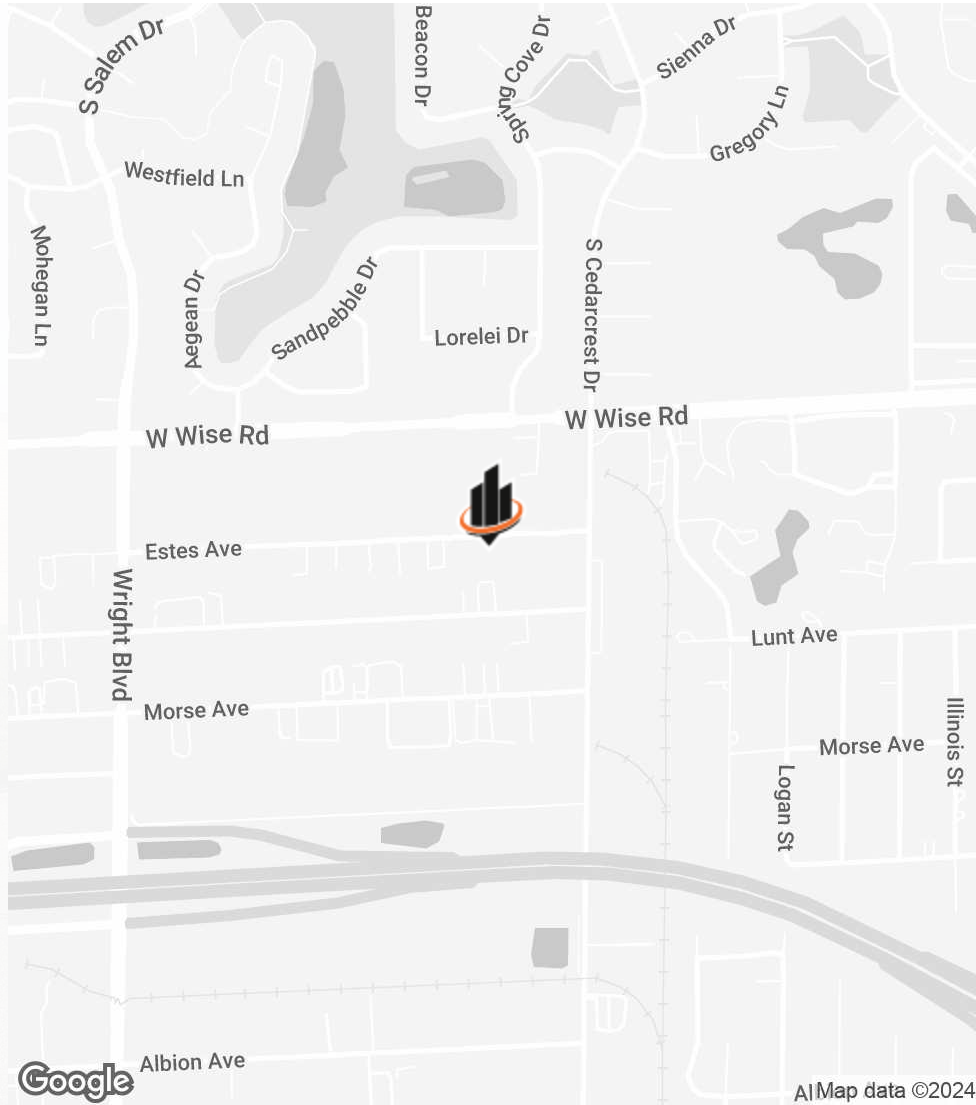 S Salem Dr
Beacon Dr
Spring Cove Dr
Sienna Dr
Gregory Ln
Westfield Ln
Mohegan Ln
Aegean Dr
Sandpebble Dr
Lorelei Dr
S Cedarcrest Dr
W Wise Rd
W Wise Rd
Estes Ave
Wright Blvd
Lunt Ave
Morse Ave
Morse Ave
Illinois St
Logan St
Albion Ave
Google
Map data ©2024